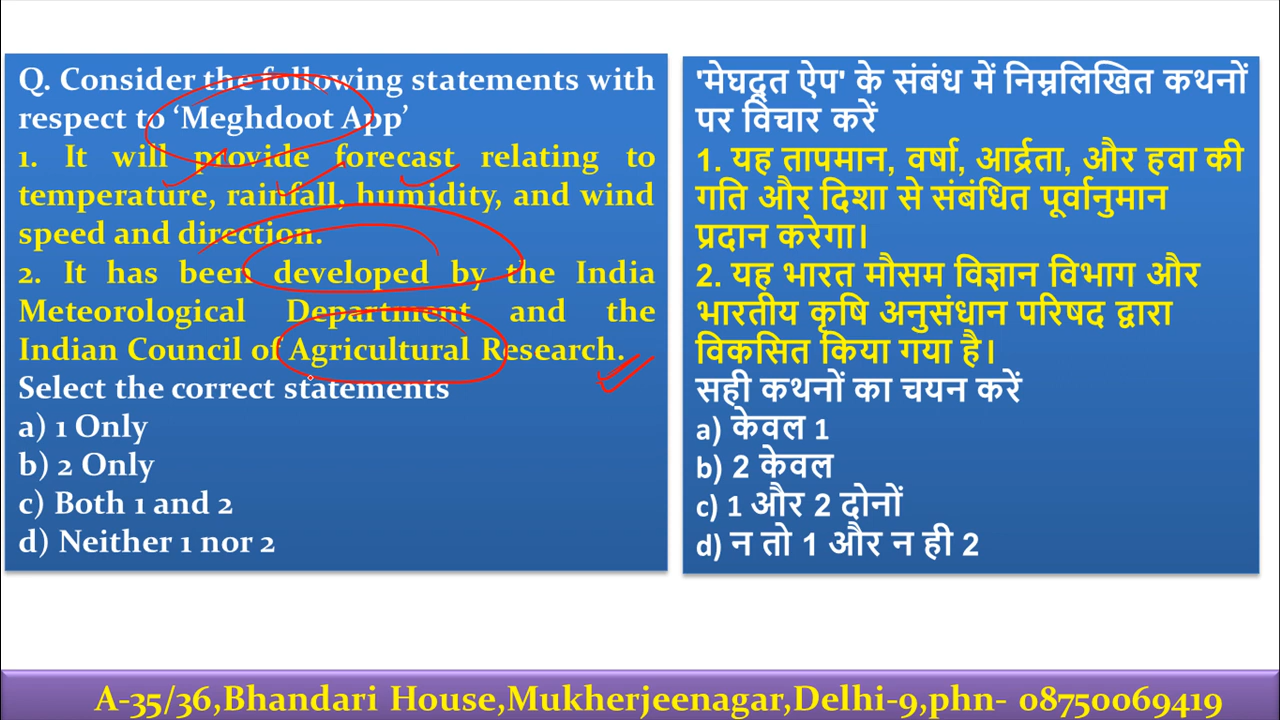 Q. Consider the following statements with
respect to ‘Meghdoot App’
1. It will provide forecast relating to
temperature, rainfall, humidity, and wind
speed and direction.
2. It has been developed by the India
Meteorological Department and the
Indian Council of Agricultural Research.
Select the correct statements
a) 1 Only
b) 2 Only
c) Both 1 and 2
d) Neither 1 nor 2
'मेघदूत ऐप' के संबंध में निम्नलिखित कथनों
पर विचार करें
1. यह तापमान, वर्षा, आर्द्रता, और हवा की
गति और दिशा से संबंधित पूर्वानुमान
प्रदान करेगा।
2. यह भारत मौसम विज्ञान विभाग और
भारतीय कृषि अनुसंधान परिषद द्वारा
विकसित किया गया है।
सही कथनों का चयन करें
a) केवल 1
b) 2 केवल
c) 1 और 2 दोनों
d) न तो 1 और न ही 2
A-35/36,Bhandari House,Mukherjeenagar,Delhi-9,phn- 08750069419